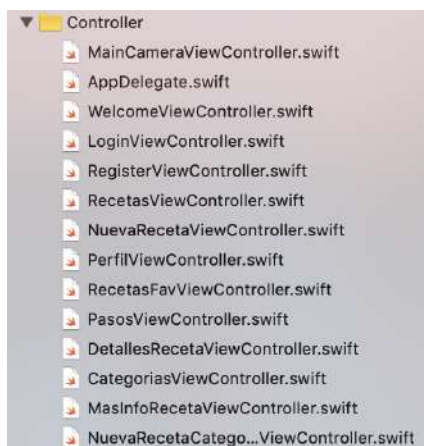 Controller
MainCameraViewController.swift
AppDelegate.swift
WelcomeViewController.swift
LoginViewController.swift
RegisterViewController.swift
RecetasViewController.swift
NuevaRecetaViewController.swift
PerfilViewController.swift
RecetasFavViewController.swift
PasosViewController.swift
DetallesRecetaViewController.swift
CategoriasViewController.swift
MasInfoRecetaViewController.swift
NuevaRecetaCatego...ViewController.swift